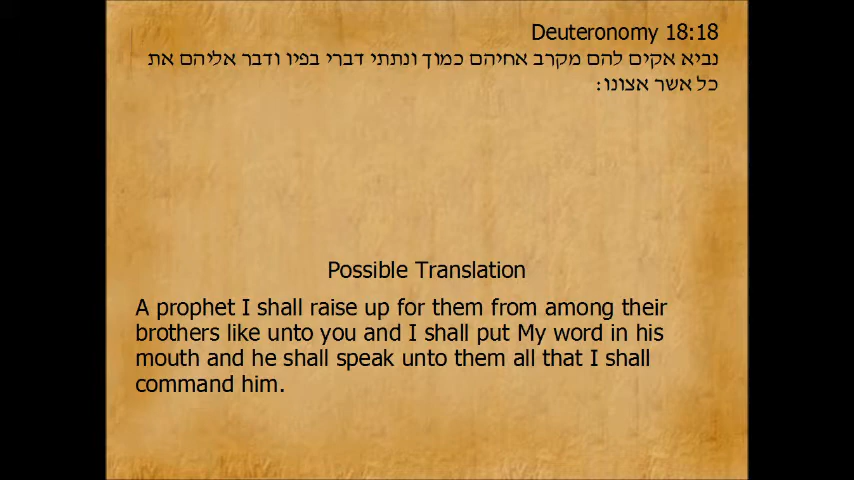 Deuteronomy 18:18
נביא אקים להם מקרב אחיהם כמוך ונתתי דברי בפיו ודבר אליהם את
כל אשר אצונו:
Possible Translation
A prophet I shall raise up for them from among their
brothers like unto you and I shall put My word in his
mouth and he shall speak unto them all that I shall
command him.